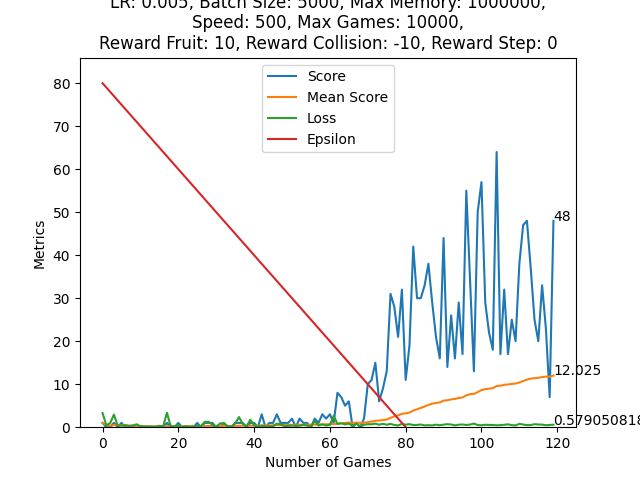 LR: 0.005, Batch Size: 5000, Max Memory: 1000000,
Speed: 500, Max Games: 10000,
Reward Fruit: 10, Reward Collision: -10, Reward Step: 0
Score
Mean Score
Loss
Epsilon
80
70
60
50
40
30
20
10
0
Metrics
48
12.025
0.579050818
0 20 40 60 80 100 120
Number of Games